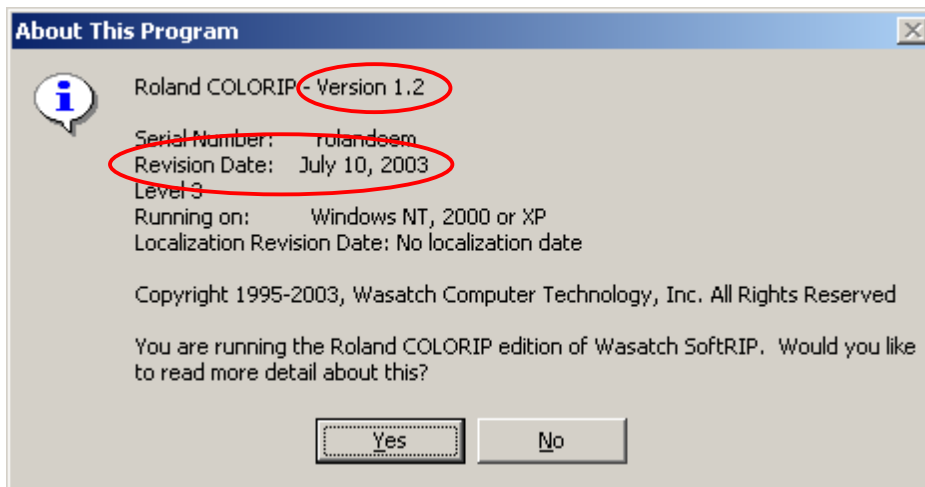 About This Program
Roland COLORIP - Version 1.2
Serial Number: rolandoem
Revision Date: July 10, 2003
Level 3
Running on: Windows NT, 2000 or XP
Localization Revision Date: No localization date
Copyright 1995-2003, Wasatch Computer Technology, Inc. All Rights Reserved
You are running the Roland COLORIP edition of Wasatch SoftRIP. Would you like
to read more detail about this?
Yes No